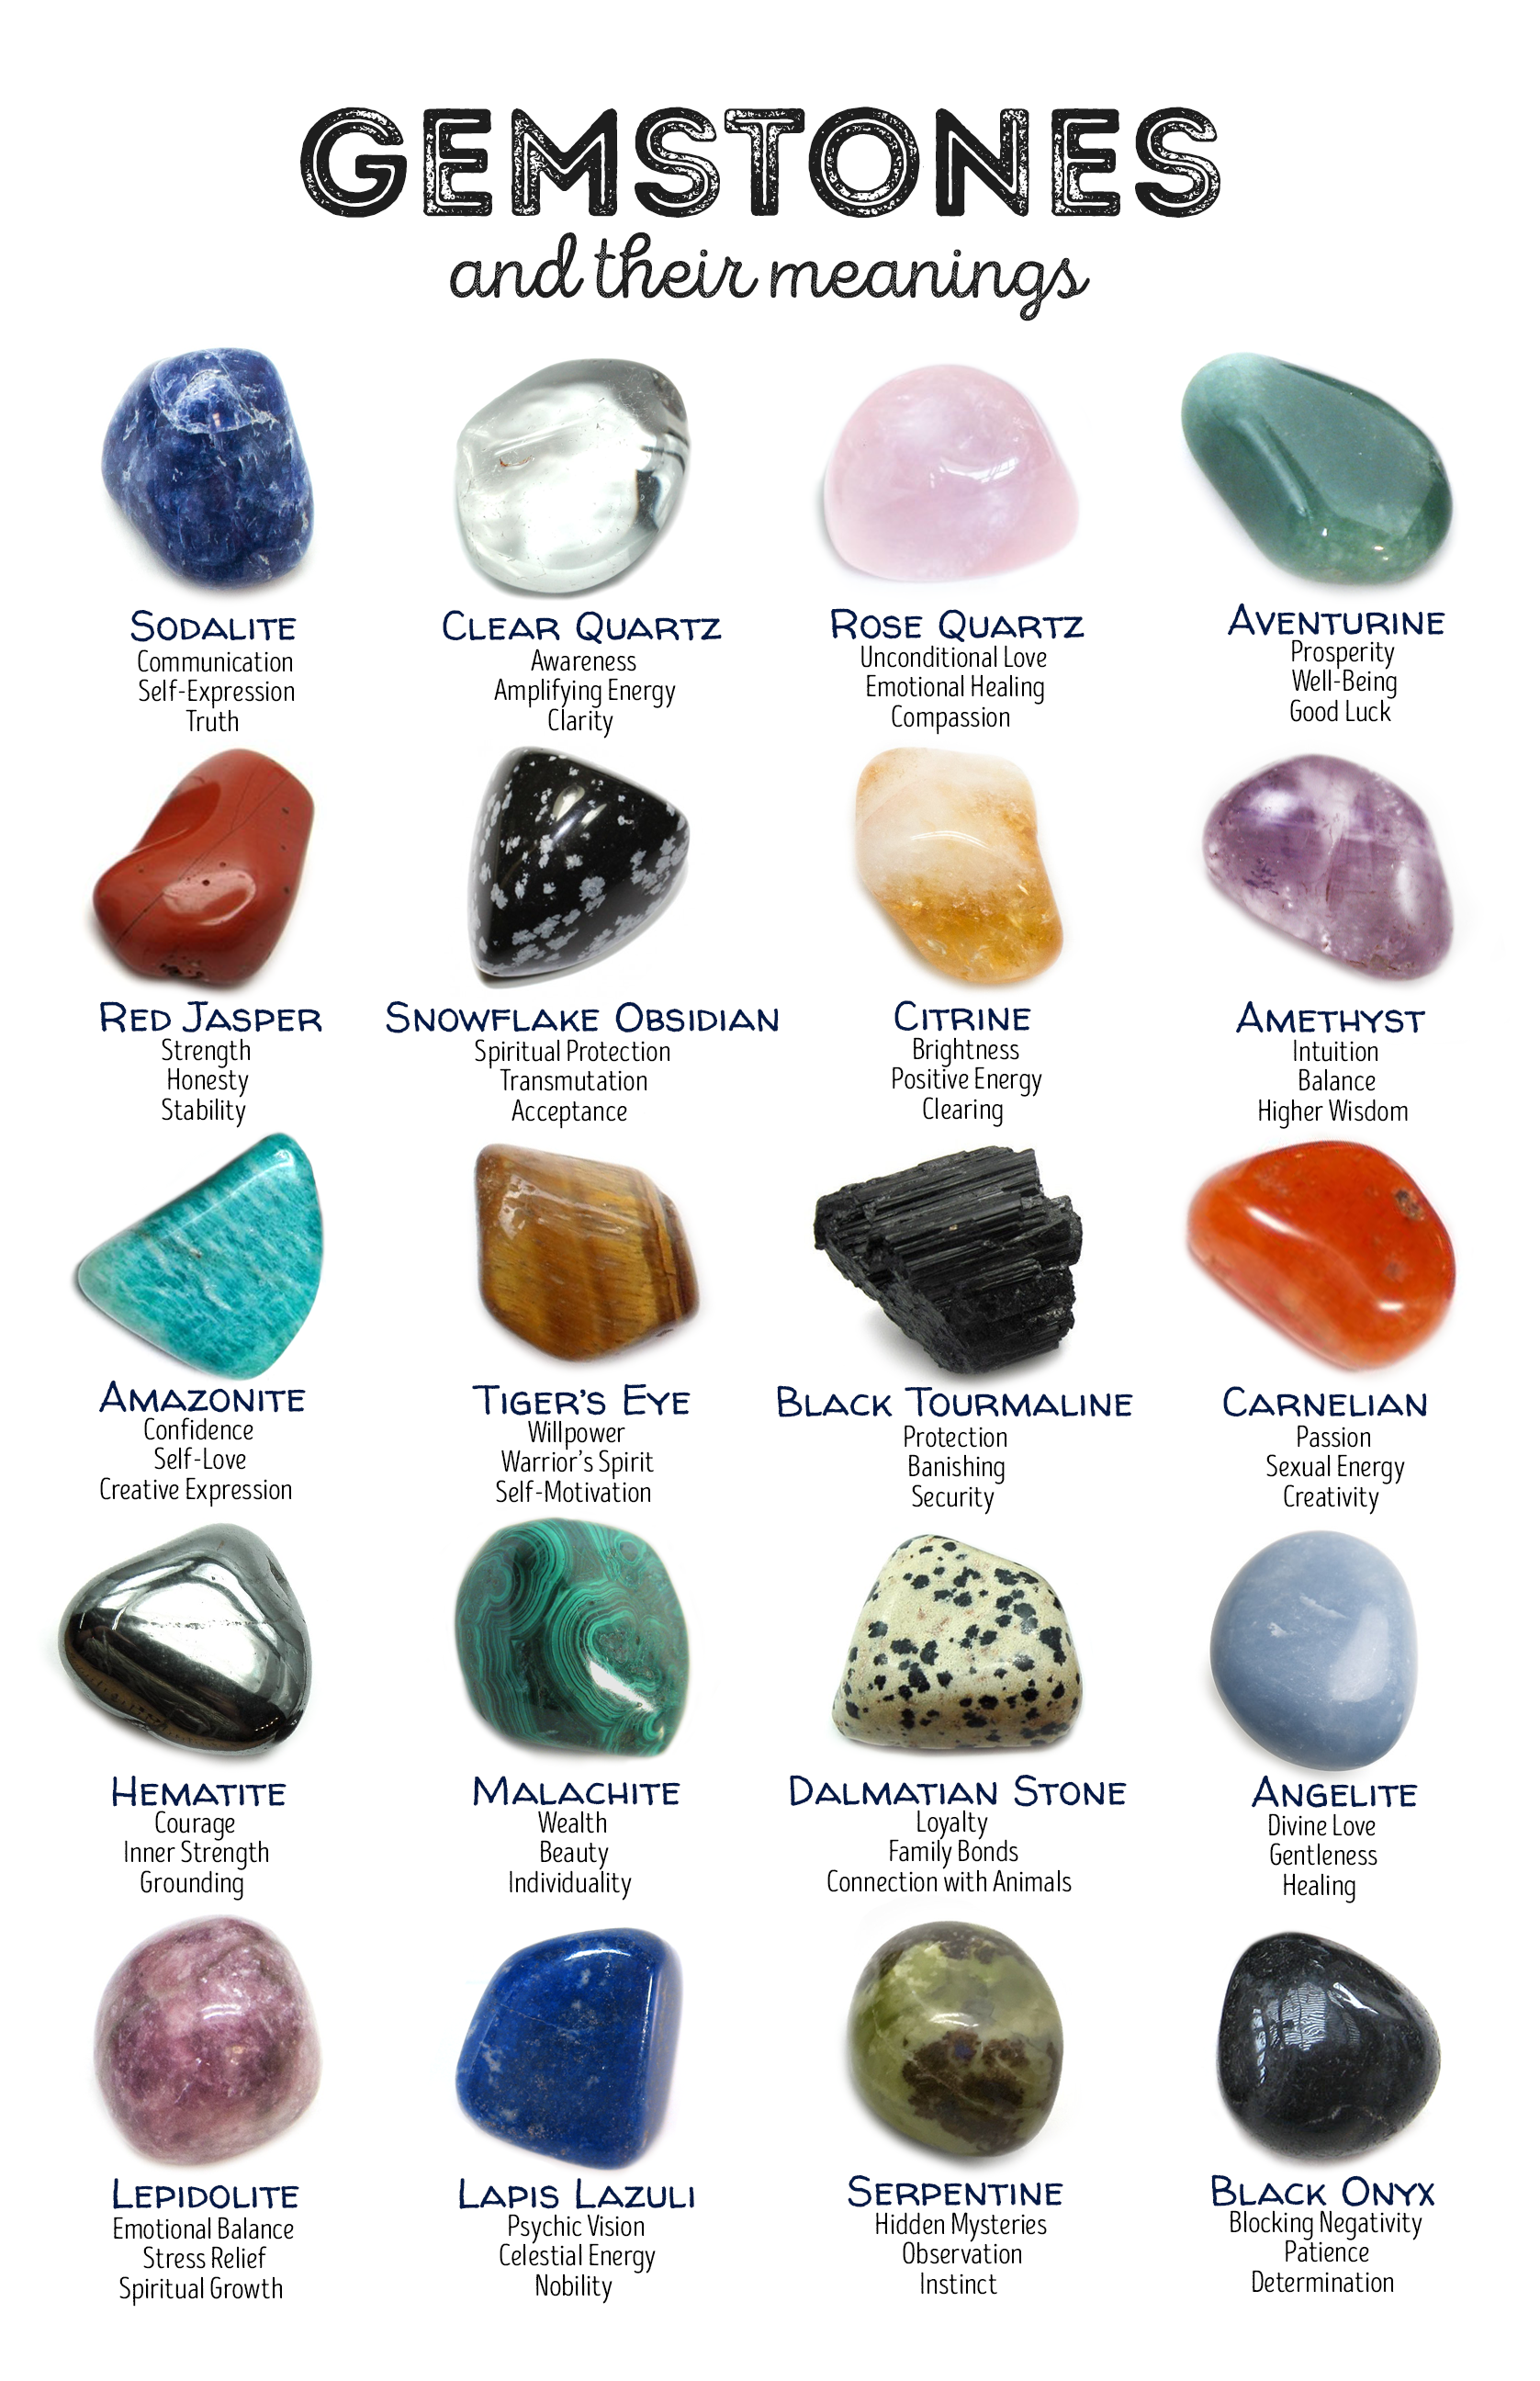 GEMSTONES
and their meanings
SODALITE
Communication
Self-Expression
Truth
CLEAR QUARTZ
Awareness
Amplifying Energy
Clarity
ROSE QUARTZ
Unconditional Love
Emotional Healing
Compassion
AVENTURINE
Prosperity
Well-Being
Good Luck
RED JASPER
Strength
Honesty
Stability
SNOWFLAKE OBSIDIAN
Spiritual Protection
Transmutation
Acceptance
CITRINE
Brightness
Positive Energy
Clearing
AMETHYST
Intuition
Balance
Higher Wisdom
AMAZONITE
Confidence
Self-Love
Creative Expression
TIGER'S EYE
Willpower
Warrior's Spirit
Self-Motivation
BLACK TOURMALINE
Protection
Banishing
Security
CARNELIAN
Passion
Sexual Energy
Creativity
HEMATITE
Courage
Inner Strength
Grounding
MALACHITE
Wealth
Beauty
Individuality
DALMATIAN STONE
Loyalty
Family Bonds
Connection with Animals
ANGELITE
Divine Love
Gentleness
Healing
LEPIDOLITE
Emotional Balance
Stress Relief
Spiritual Growth
LAPIS LAZULI
Psychic Vision
Celestial Energy
Nobility
SERPENTINE
Hidden Mysteries
Observation
Instinct
BLACK ONYX
Blocking Negativity
Patience
Determination